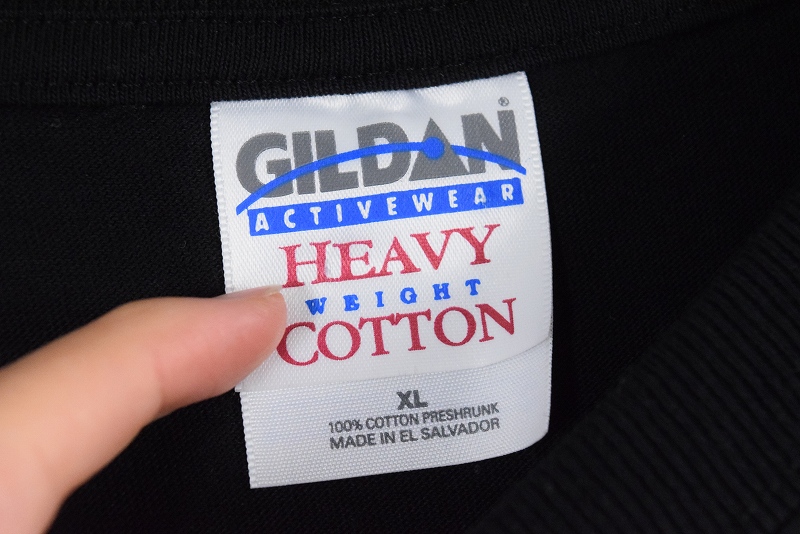 GILDAN®
ACTIVEWEAR
HEAVY
WEIGHT
COTTON
XL
100% COTTON PRESHRUNK
MADE IN EL SALVADOR